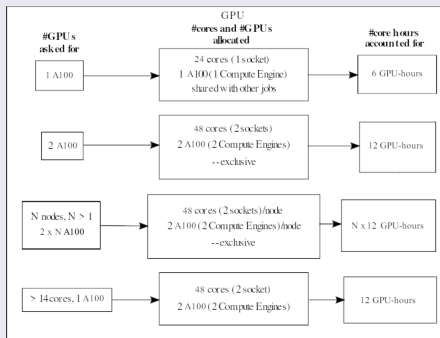 GPU
#GPUs
asked for
#cores and #GPUs
allocated
#core hours
accounted for
1 A100
24 cores (1 socket)
1 A100 (1 Compute Engine)
shared with other jobs
6 GPU-hours
2 A100
48 cores (2 sockets)
2 A100 (2 Compute Engines)
--exclusive
12 GPU-hours
N nodes, N > 1
2 x N A100
48 cores (2 sockets)/node
2 A100 (2 Compute Engines)/node
--exclusive
N x 12 GPU-hours
> 14 cores, 1 A100
48 cores (2 socket)
2 A100 (2 Compute Engines)
12 GPU-hours